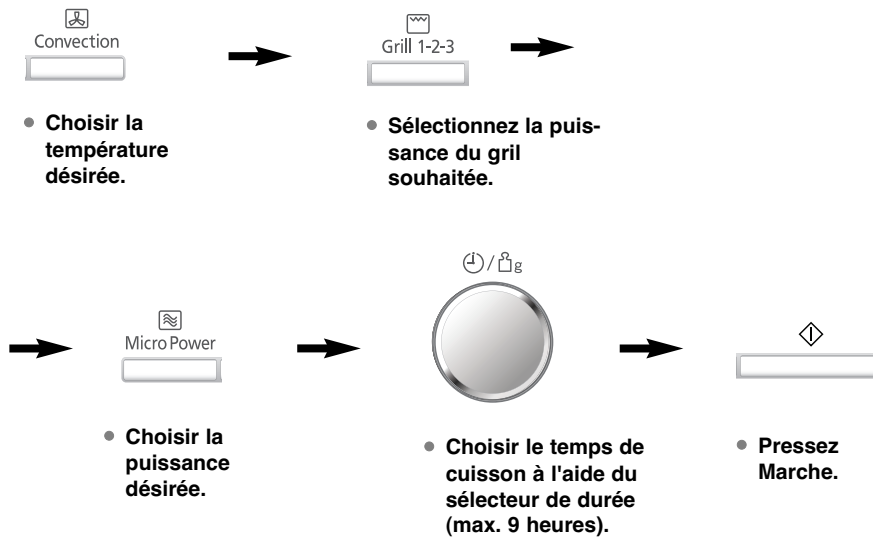 Convection
Grill 1-2-3
Choisir la
température
désirée.
Sélectionnez la puis-
sance du gril
souhaitée.
Micro Power
/ g
Choisir la
puissance
désirée.
Choisir le temps de
cuisson à l'aide du
sélecteur de durée
(max. 9 heures).
Pressez
Marche.